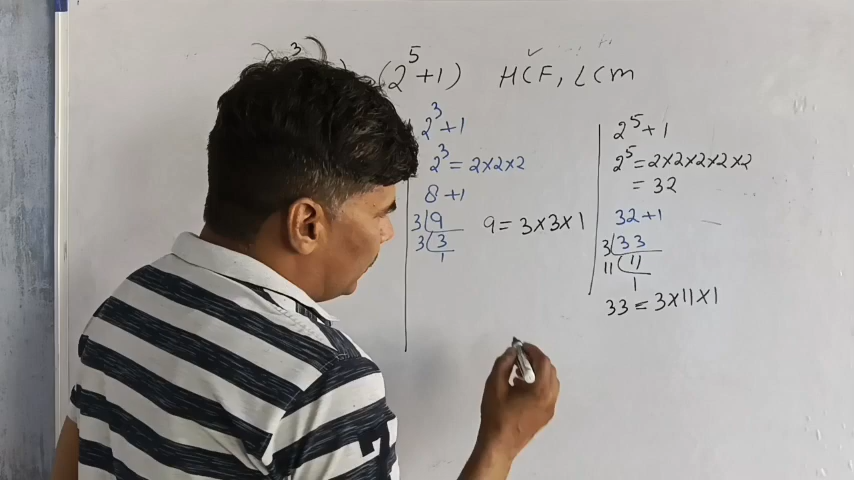 3 (2⁵+1) HCF, LCM
2³+1
2³ = 2×2×2
8+1
3|9
3|3
1
9 = 3×3×1
2⁵+1
2⁵ = 2×2×2×2×2
= 32
32+1
3|33
11|11
1
33 = 3×11×1